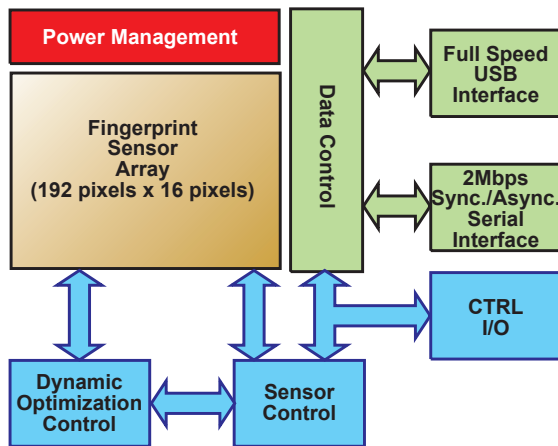 Power Management
Fingerprint
Sensor
Array
(192 pixels x 16 pixels)
Data Control
Full Speed
USB
Interface
2Mbps
Sync./Async.
Serial
Interface
CTRL
I/O
Dynamic
Optimization
Control
Sensor
Control